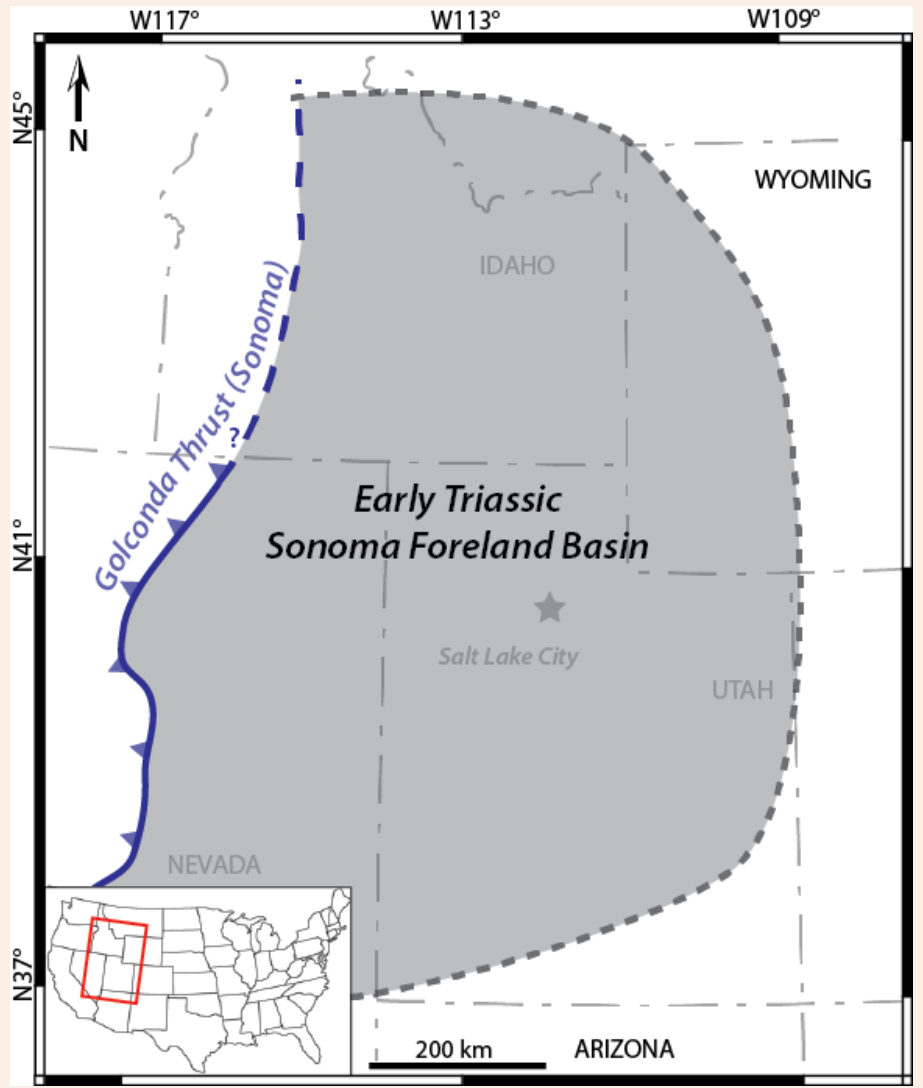 W117°
W113°
W109°
N45°
N
WYOMING
IDAHO
Golconda Thrust (Sonoma)
?
Early Triassic
Sonoma Foreland Basin
N41°
Salt Lake City
UTAH
NEVADA
N37°
200 km
ARIZONA